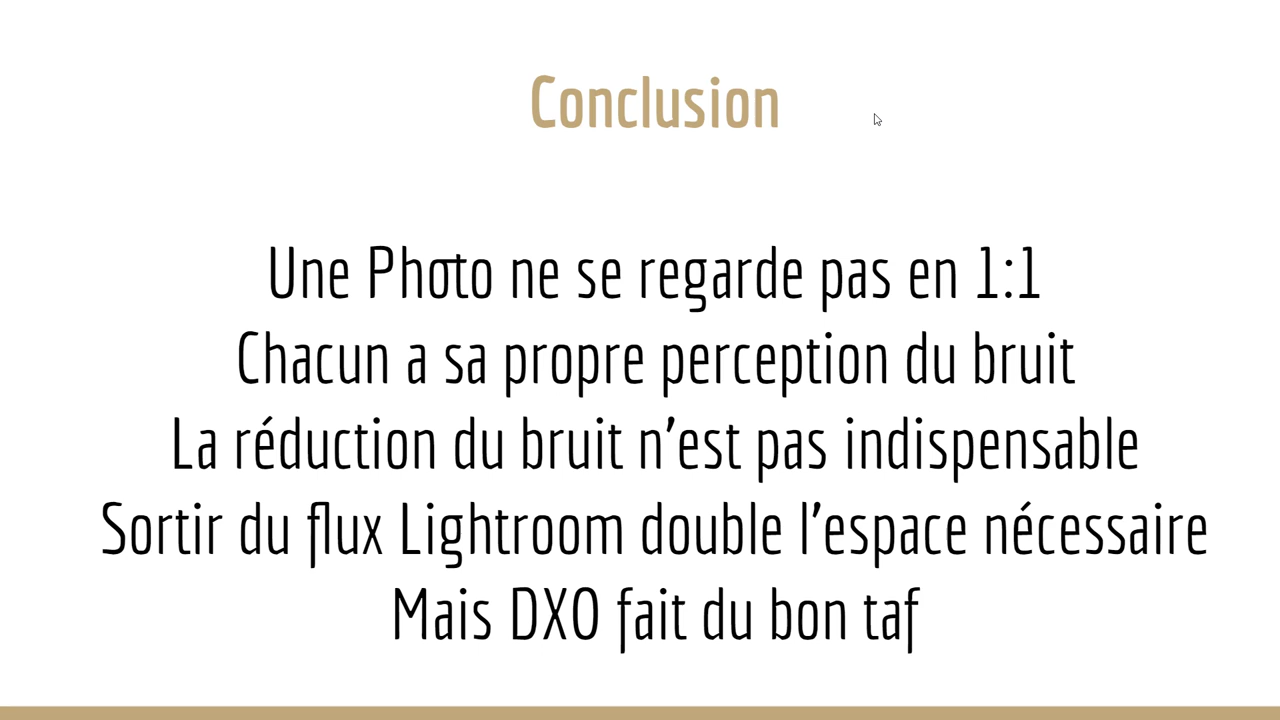 Conclusion
Une Photo ne se regarde pas en 1:1
Chacun a sa propre perception du bruit
La réduction du bruit n’est pas indispensable
Sortir du flux Lightroom double l’espace nécessaire
Mais DXO fait du bon taf